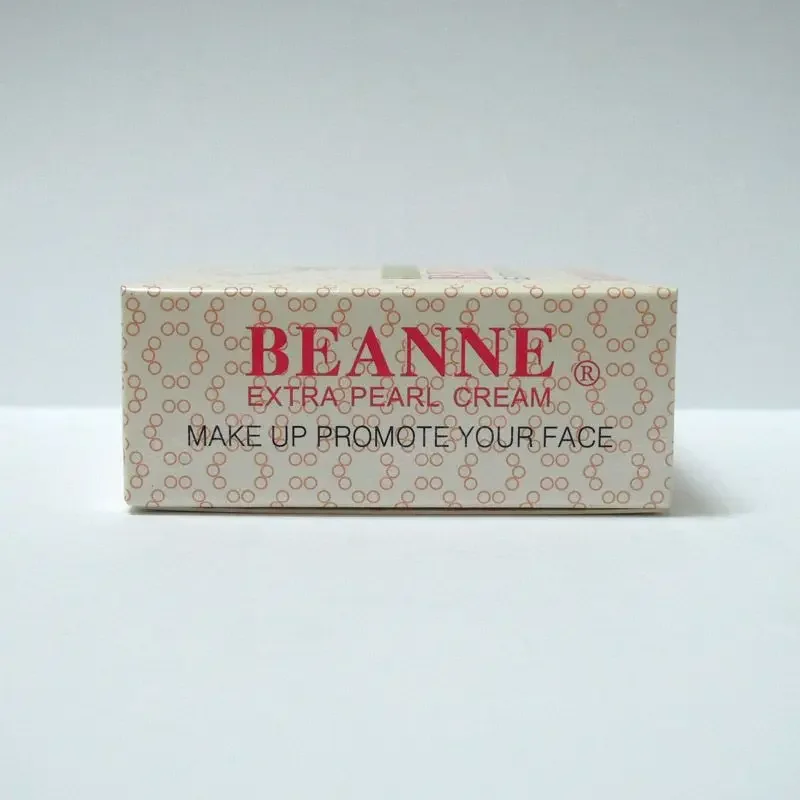 BEANNE ®
EXTRA PEARL CREAM
MAKE UP PROMOTE YOUR FACE